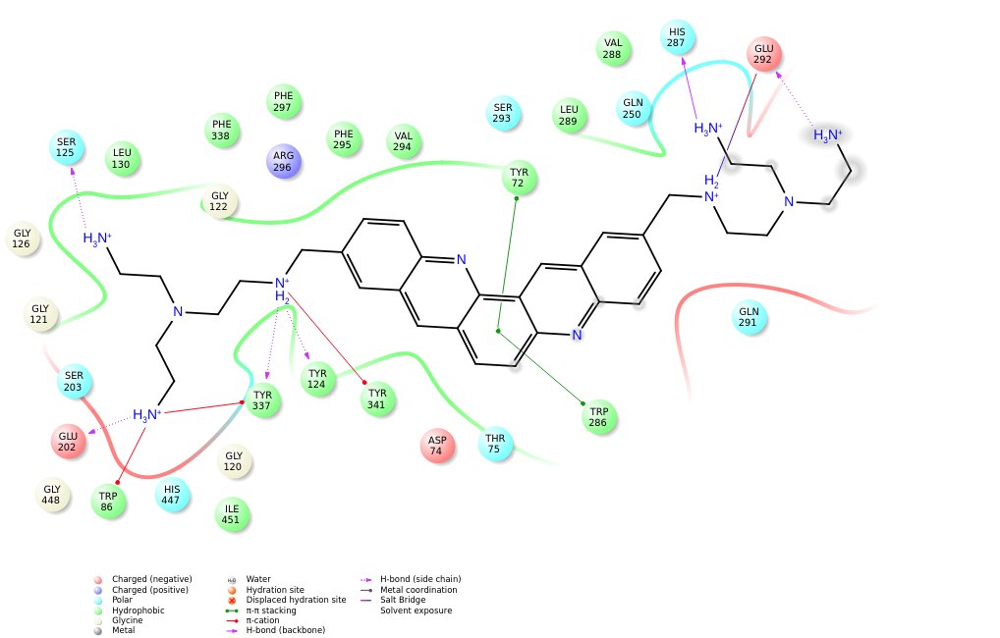 VAL
288
HIS
287
GLU
292
PHE
297
SER
293
LEU
289
GLN
250
PHE
338
PHE
295
VAL
294
SER
125
LEU
130
ARG
296
H₃N⁺
H₃N⁺
TYR
72
GLY
122
H₂
N⁺
N
GLY
126
H₃N⁺
N
N⁺
H₂
N
GLY
121
GLN
291
N
SER
203
TYR
124
TYR
341
TYR
337
H₃N⁺
TRP
286
GLU
202
ASP
74
THR
75
GLY
120
GLY
448
TRP
86
HIS
447
ILE
451
Charged (negative)
Charged (positive)
Polar
Hydrophobic
Glycine
Metal
H₂O
Water
Hydration site
Displaced hydration site
π-π stacking
π-cation
H-bond (backbone)
H-bond (side chain)
Metal coordination
Salt Bridge
Solvent exposure